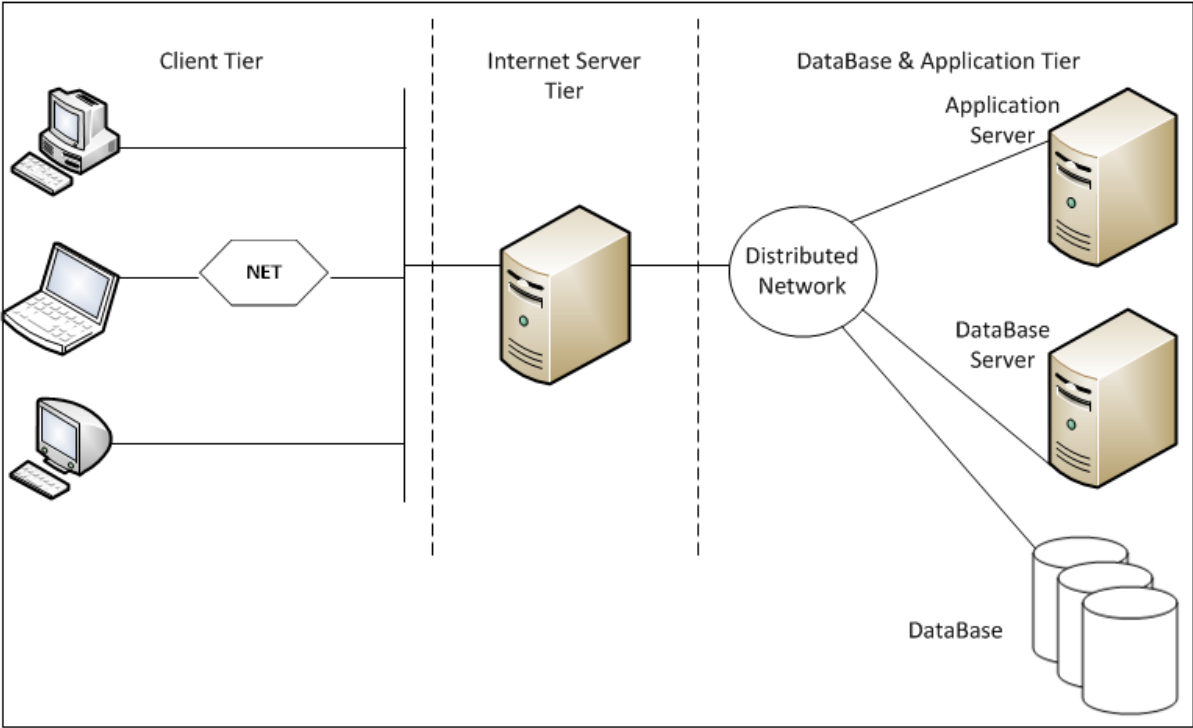 Client Tier
Internet Server
Tier
DataBase & Application Tier
Application
Server
NET
Distributed
Network
DataBase
Server
DataBase